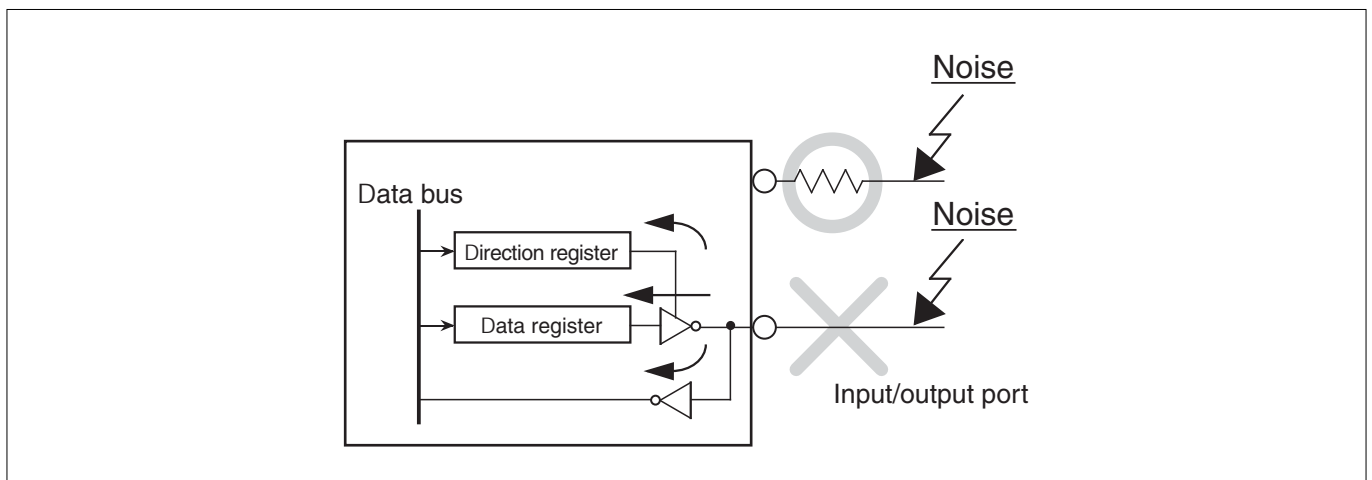 Noise
Data bus
Noise
Direction register
Data register
Input/output port